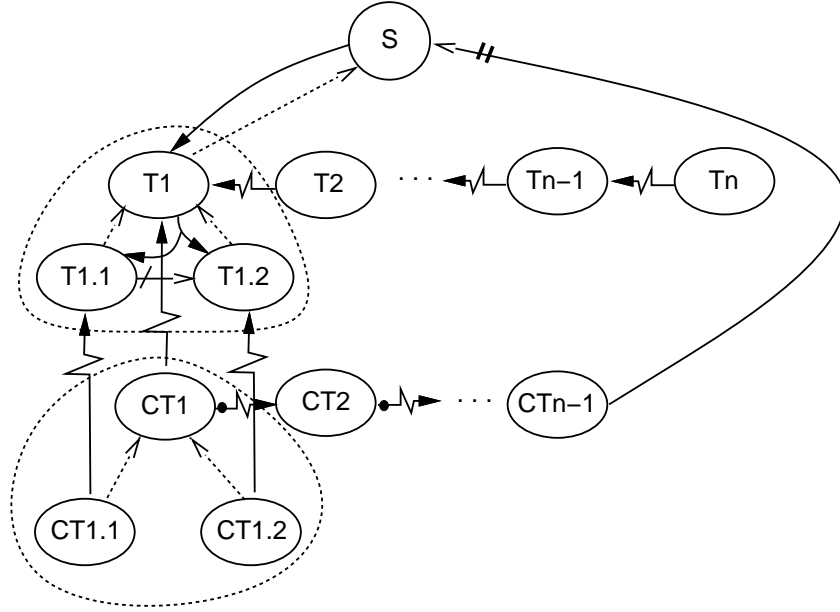 S
T1
T2
· · ·
Tn−1
Tn
T1.1
T1.2
CT1
CT2
· · ·
CTn−1
CT1.1
CT1.2